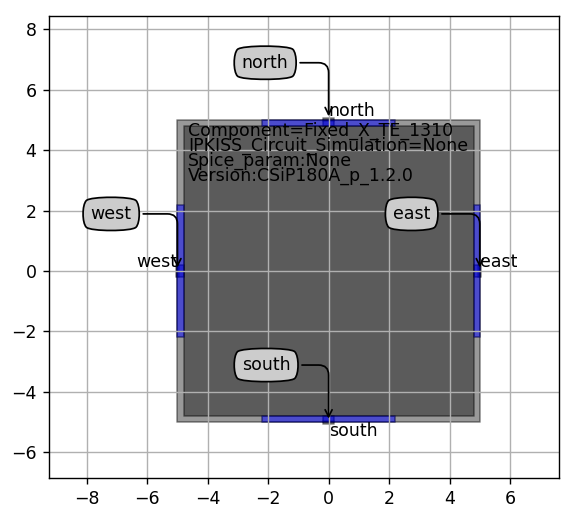 8
north
6
north
Component=Fixed_X_TE_1310
IPKISS_Circuit_Simulation=None
4
Spice_param:None
Version:CSiP180A_p_1.2.0
west
east
2
west
east
0
−2
south
−4
south
−6
−8 −6 −4 −2 0 2 4 6